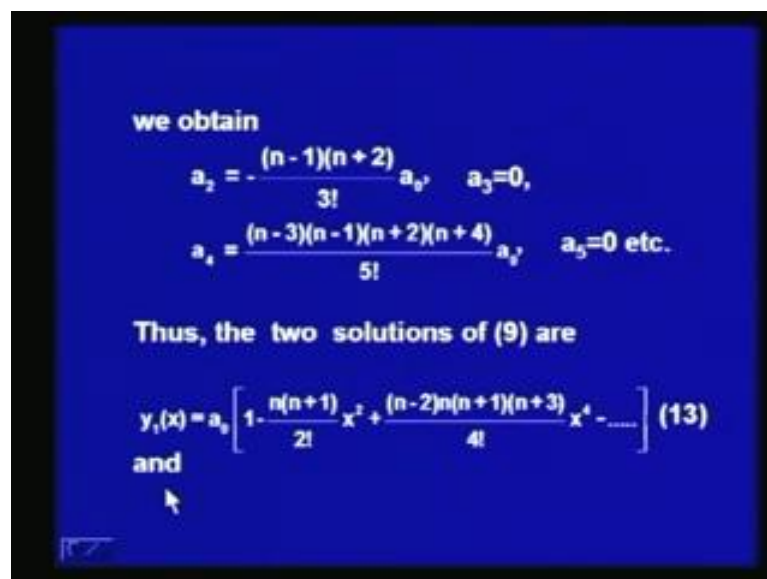 we obtain
a₂ = - (n - 1)(n + 2) / 3! a₀, a₃=0,
a₄ = (n - 3)(n - 1)(n + 2)(n + 4) / 5! a₀, a₅=0 etc.
Thus, the two solutions of (9) are
y₁(x) = a₀ [1 - n(n+1) / 2! x² + (n-2)n(n+1)(n+3) / 4! x⁴ - .....] (13)
and